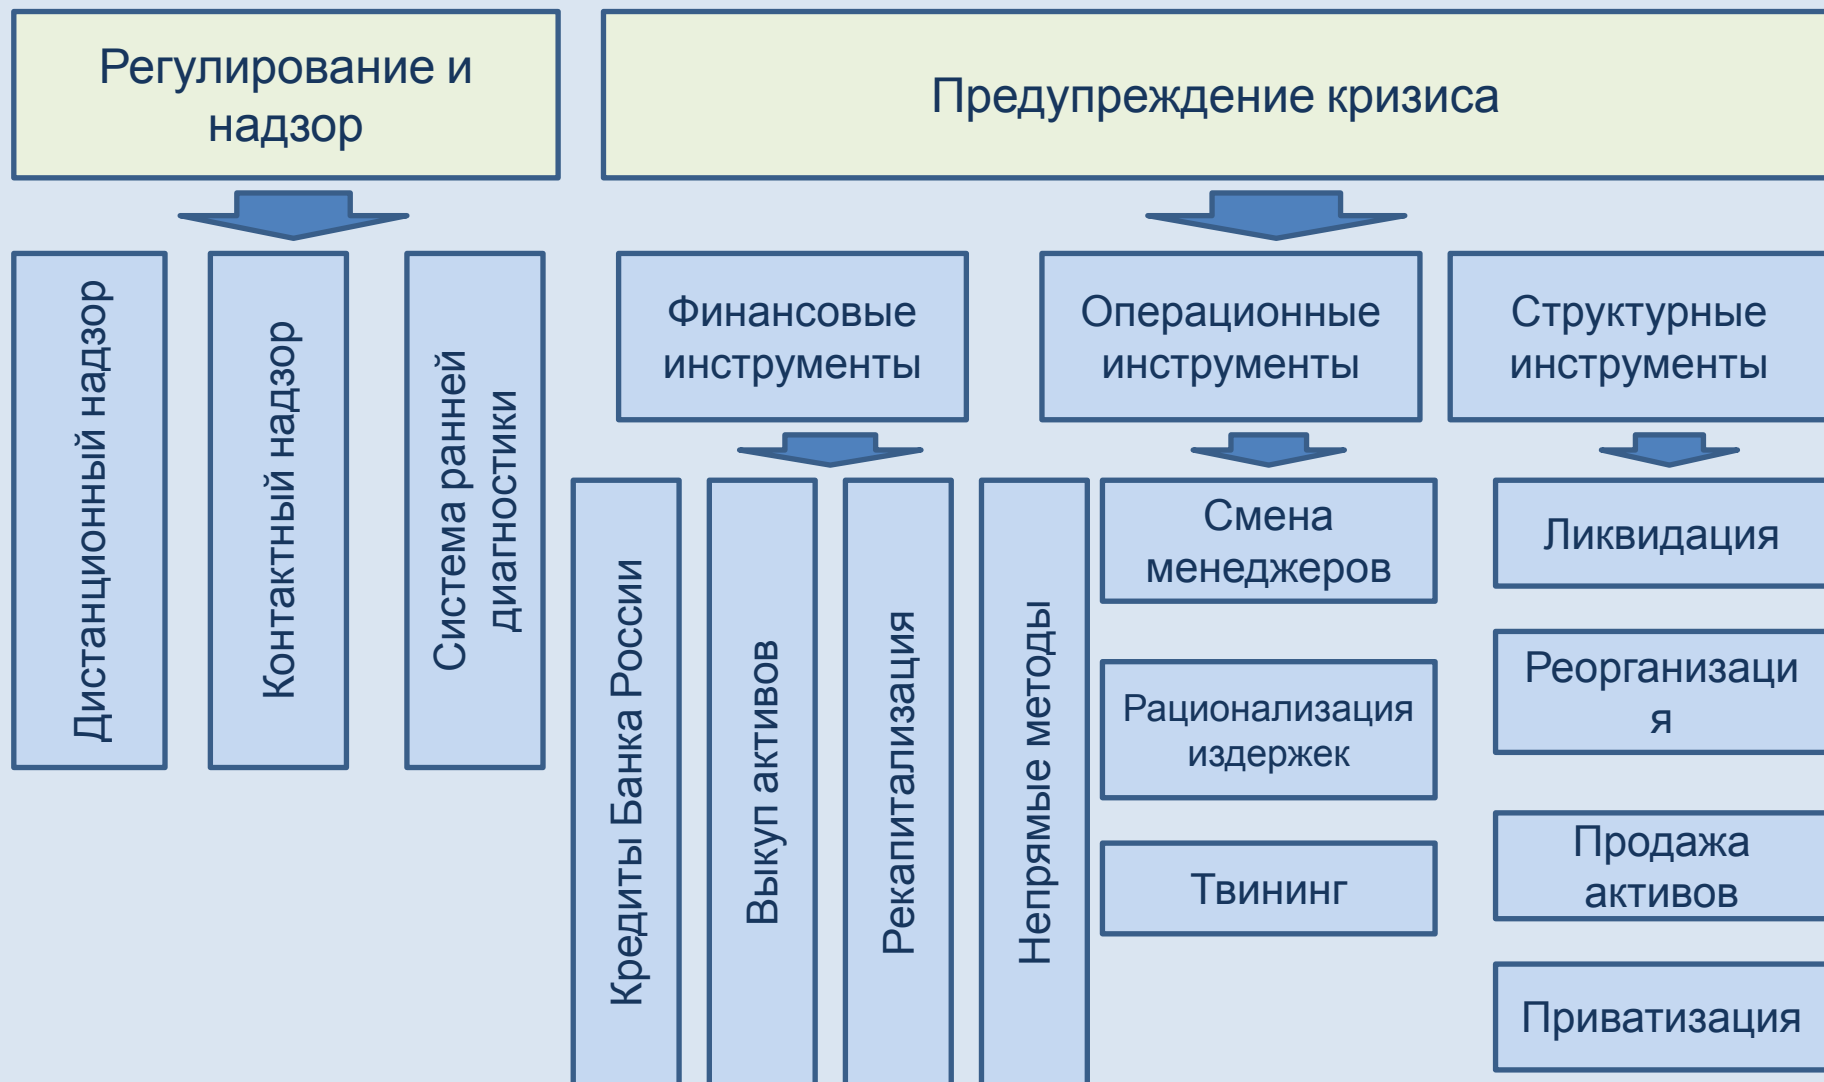 Регулирование и
надзор
Предупреждение кризиса
Дистанционный надзор
Контактный надзор
Система ранней
диагностики
Финансовые
инструменты
Операционные
инструменты
Структурные
инструменты
Кредиты Банка России
Выкуп активов
Рекапитализация
Непрямые методы
Смена
менеджеров
Рационализация
издержек
Твининг
Ликвидация
Реорганизаци
я
Продажа
активов
Приватизация